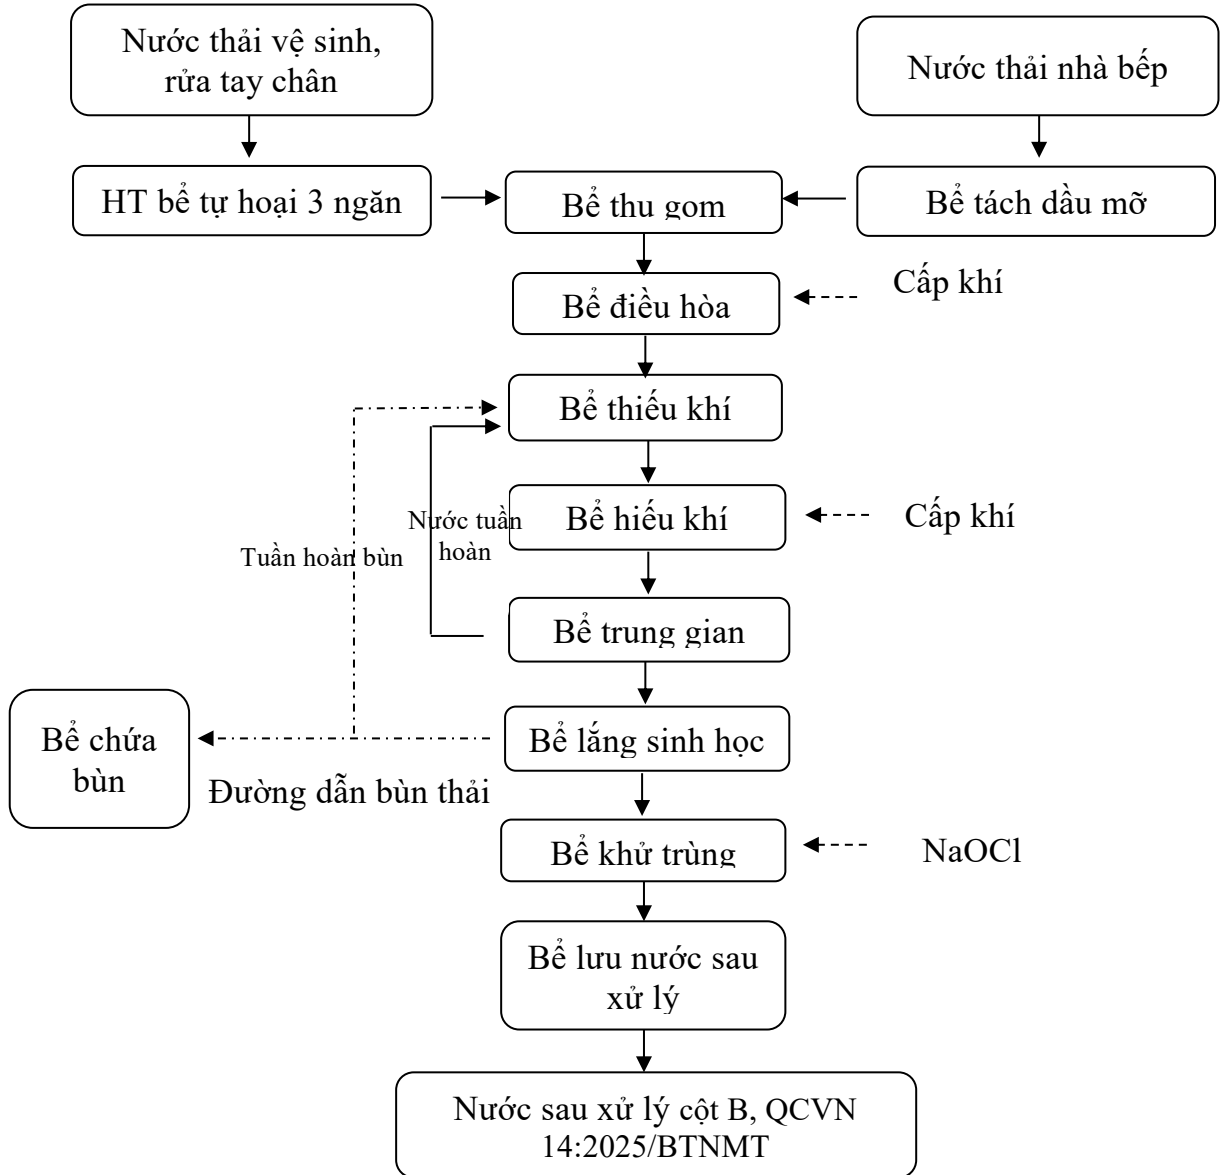 Nước thải vệ sinh,
rửa tay chân
Nước thải nhà bếp
HT bể tự hoại 3 ngăn
Bể thu gom
Bể tách dầu mỡ
Bể điều hòa
Cấp khí
Bể thiếu khí
Bể hiếu khí
Cấp khí
Nước tuần
hoàn
Tuần hoàn bùn
Bể trung gian
Bể chứa
bùn
Bể lắng sinh học
Đường dẫn bùn thải
Bể khử trùng
NaOCl
Bể lưu nước sau
xử lý
Nước sau xử lý cột B, QCVN
14:2025/BTNMT